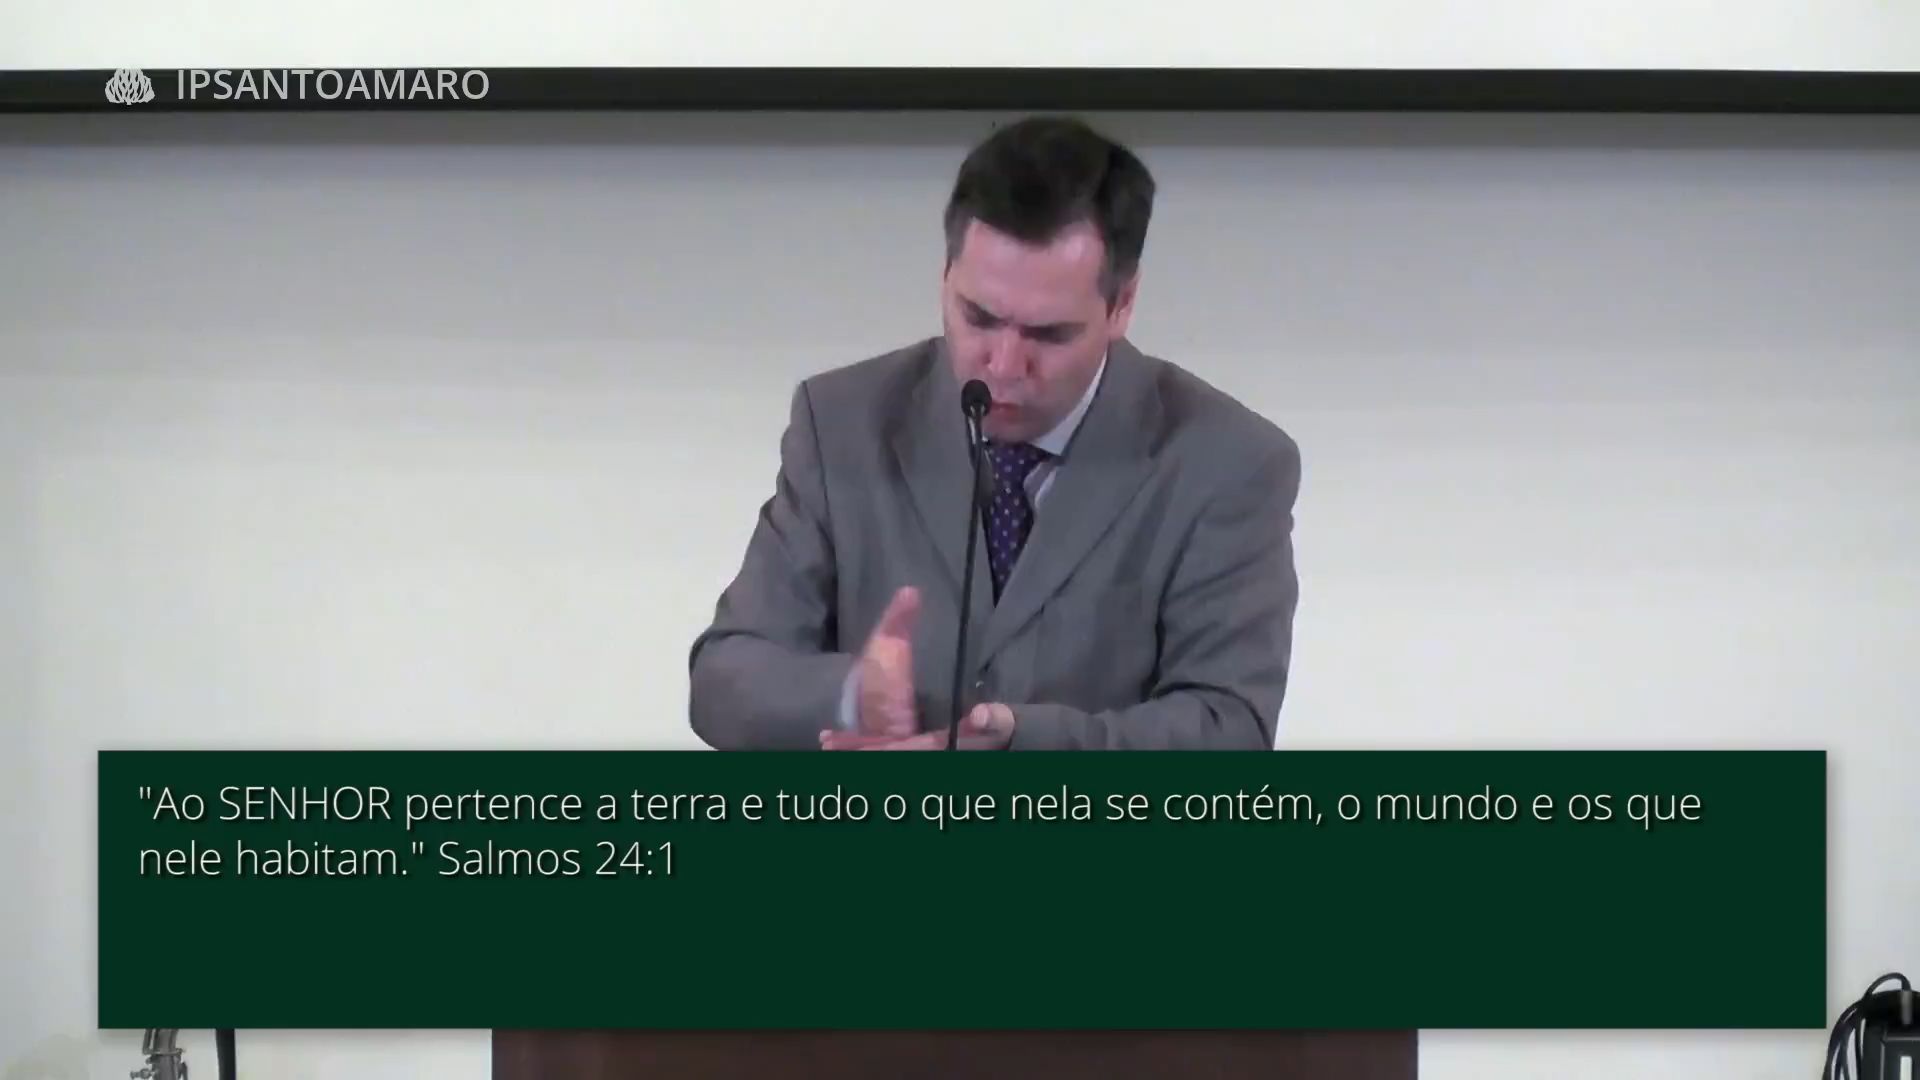 IPSANTOAMARO
"Ao SENHOR pertence a terra e tudo o que nela se contém, o mundo e os que
nele habitam." Salmos 24:1